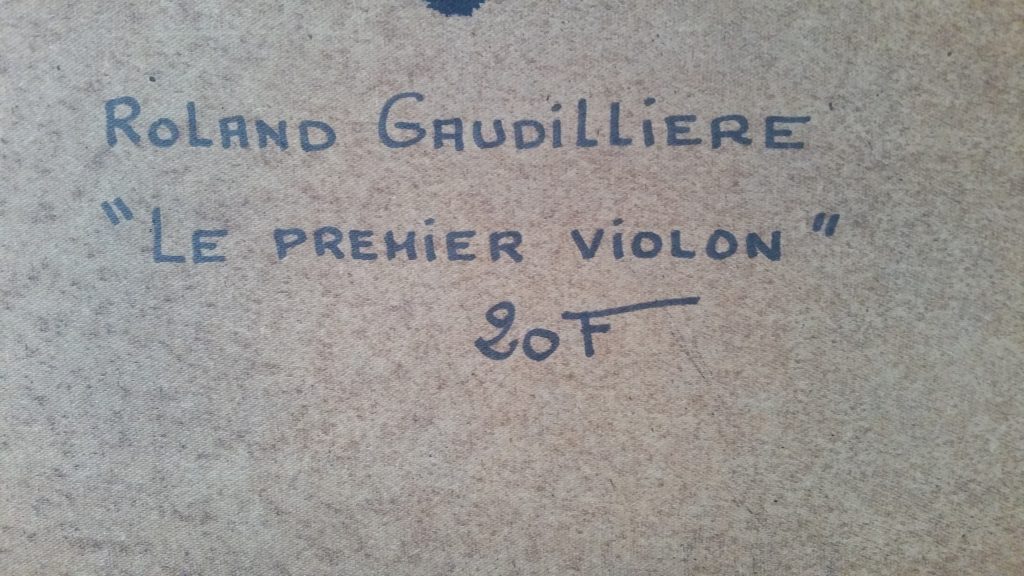 Roland Gaudilliere
"Le premier violon"
20F